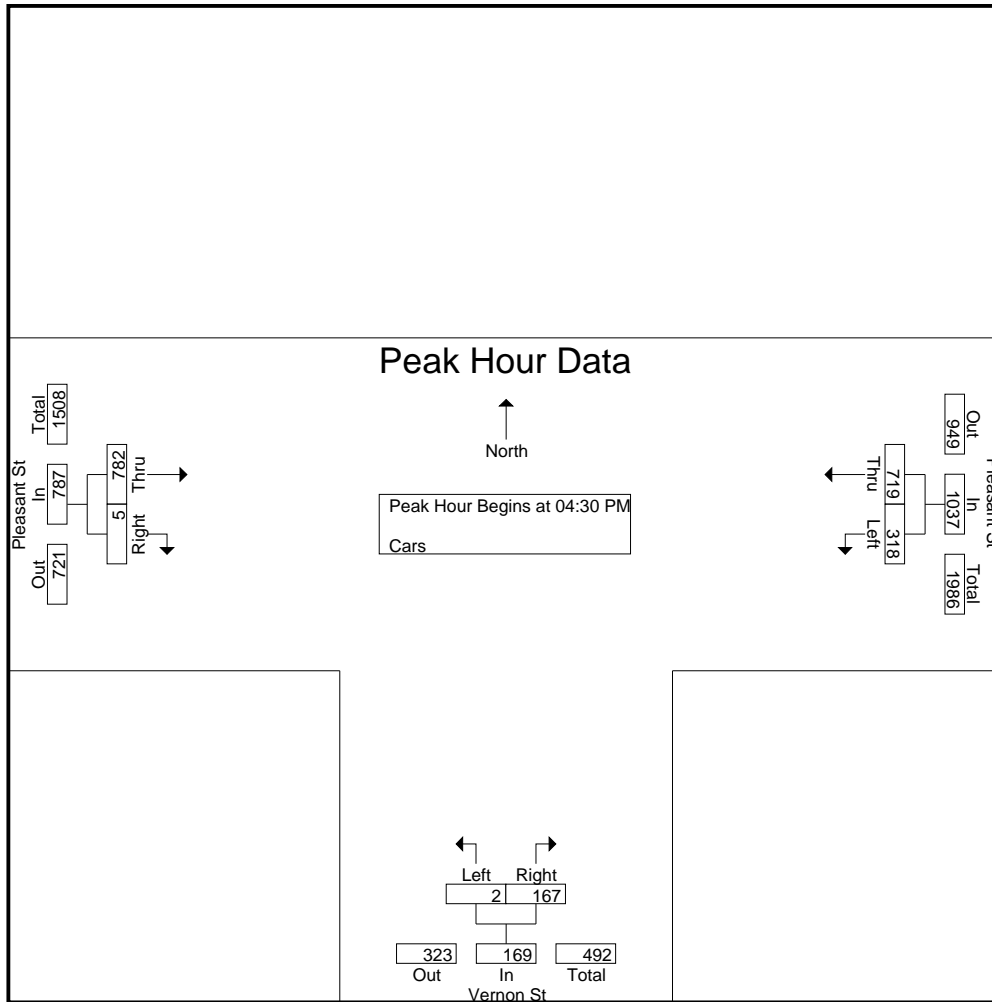 Peak Hour Data
North
Peak Hour Begins at 04:30 PM
Cars
Pleasant St
Total
1508
In
787
Out
721
782
Thru
5
Right
Pleasant St
Out
949
In
1037
Total
1986
719
Thru
318
Left
Left Right
2 167
323 169 492
Out In Total
Vernon St